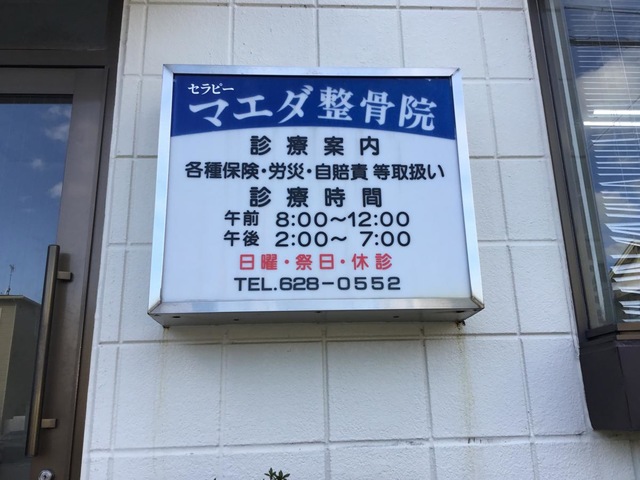 セラピー
マエダ整骨院
診療案内
各種保険・労災・自賠責等取扱い
診療時間
午前 8:00〜12:00
午後 2:00〜 7:00
日曜・祭日・休診
TEL.628-0552